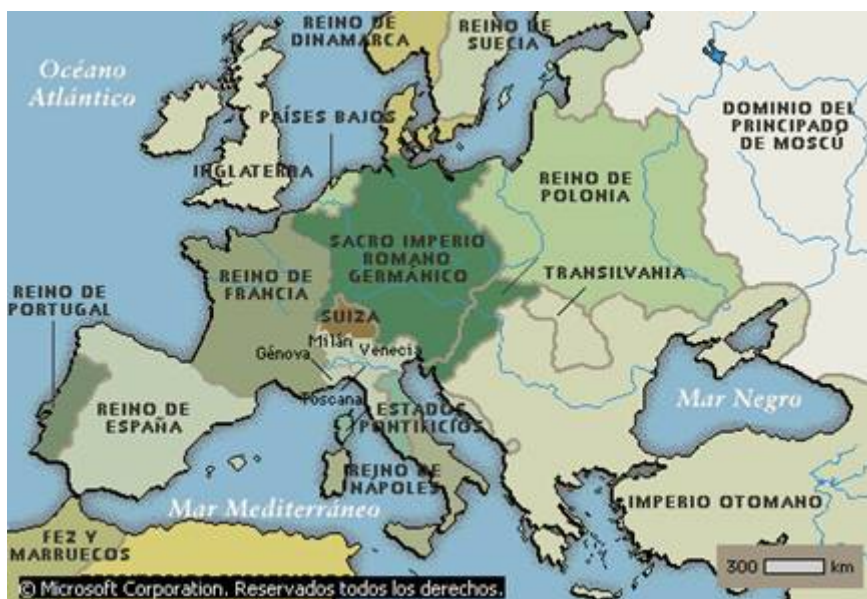 REINO DE
DINAMARCA
REINO DE
SUECIA
Océano
Atlántico
PAÍSES BAJOS
DOMINIO DEL
PRINCIPADO
DE MOSCÚ
INGLATERRA
REINO DE
POLONIA
SACRO IMPERIO
ROMANO
GERMÁNICO
REINO DE
FRANCIA
TRANSILVANIA
REINO DE
PORTUGAL
SUIZA
Milán
Venecia
Génova
Toscana
ESTADOS
PONTIFICIOS
REINO DE
ESPAÑA
Mar Negro
REINO DE
NÁPOLES
Mar Mediterráneo
IMPERIO OTOMANO
FEZ Y
MARRUECOS
300 km
© Microsoft Corporation. Reservados todos los derechos.